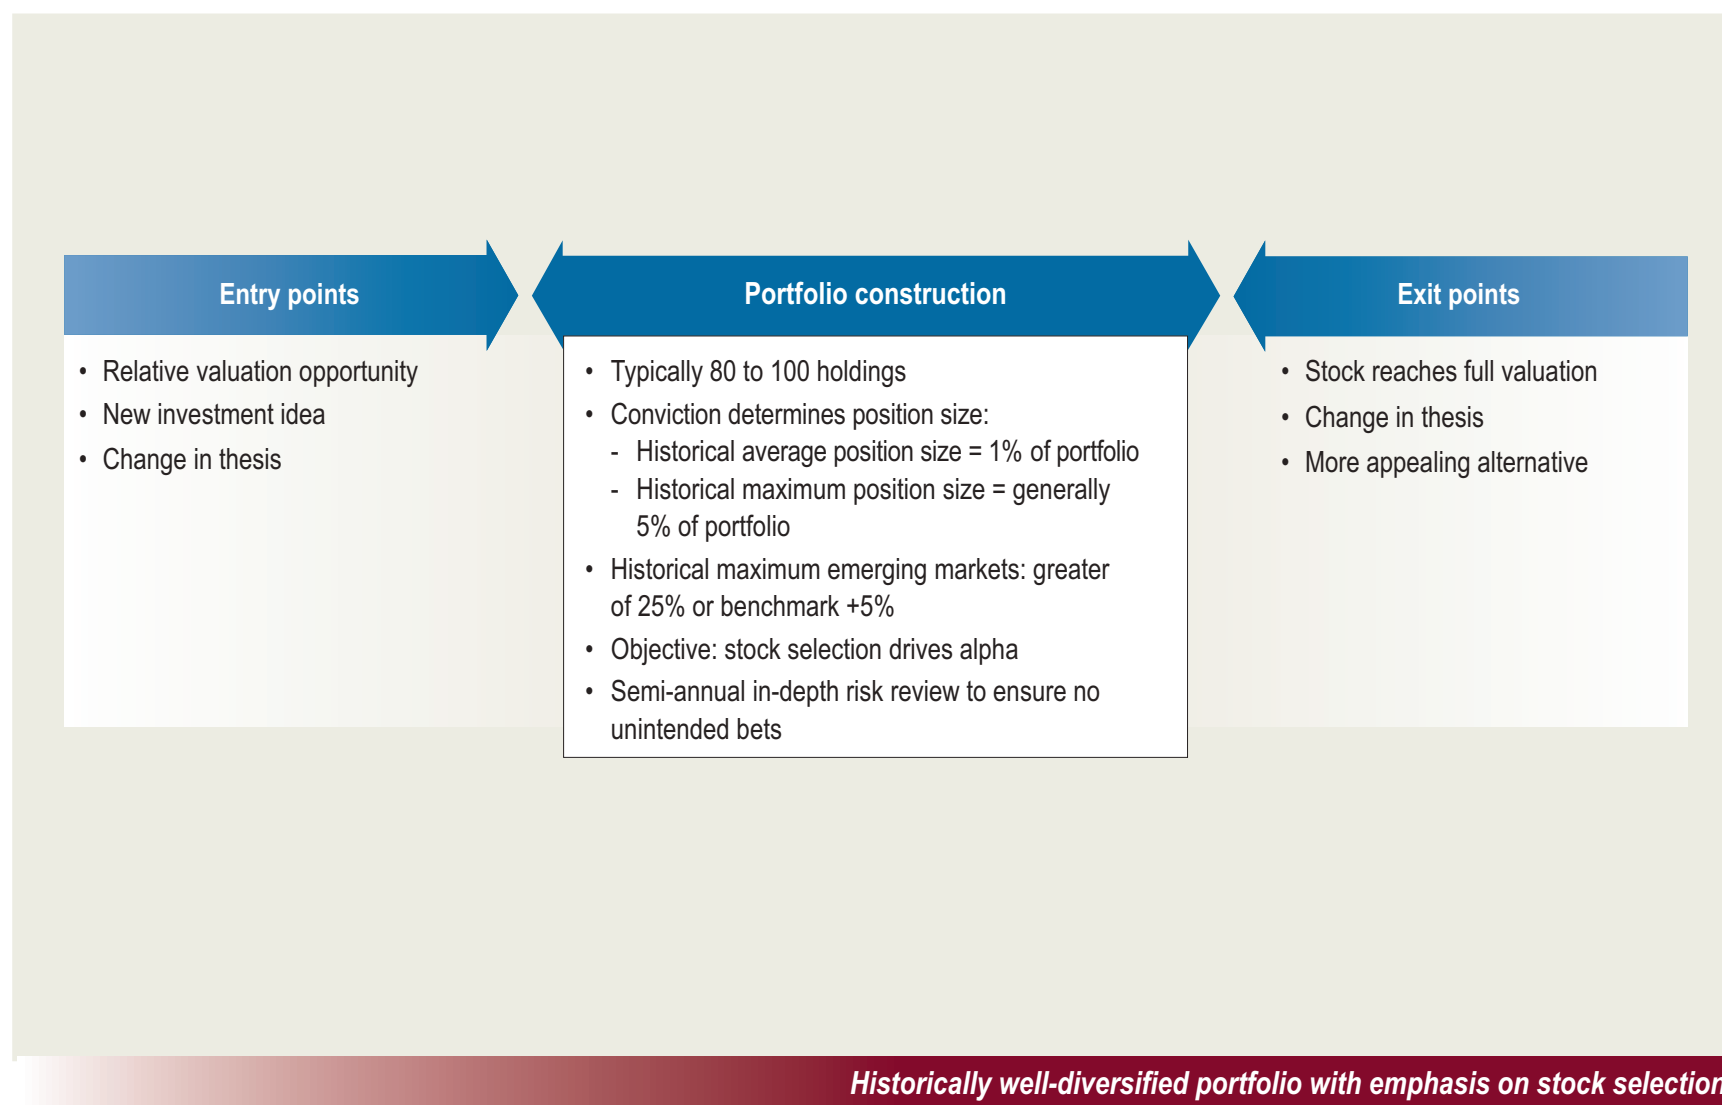 Entry points
• Relative valuation opportunity
• New investment idea
• Change in thesis
Portfolio construction
• Typically 80 to 100 holdings
• Conviction determines position size:
- Historical average position size = 1% of portfolio
- Historical maximum position size = generally
5% of portfolio
• Historical maximum emerging markets: greater
of 25% or benchmark +5%
• Objective: stock selection drives alpha
• Semi-annual in-depth risk review to ensure no
unintended bets
Exit points
• Stock reaches full valuation
• Change in thesis
• More appealing alternative
Historically well-diversified portfolio with emphasis on stock selection